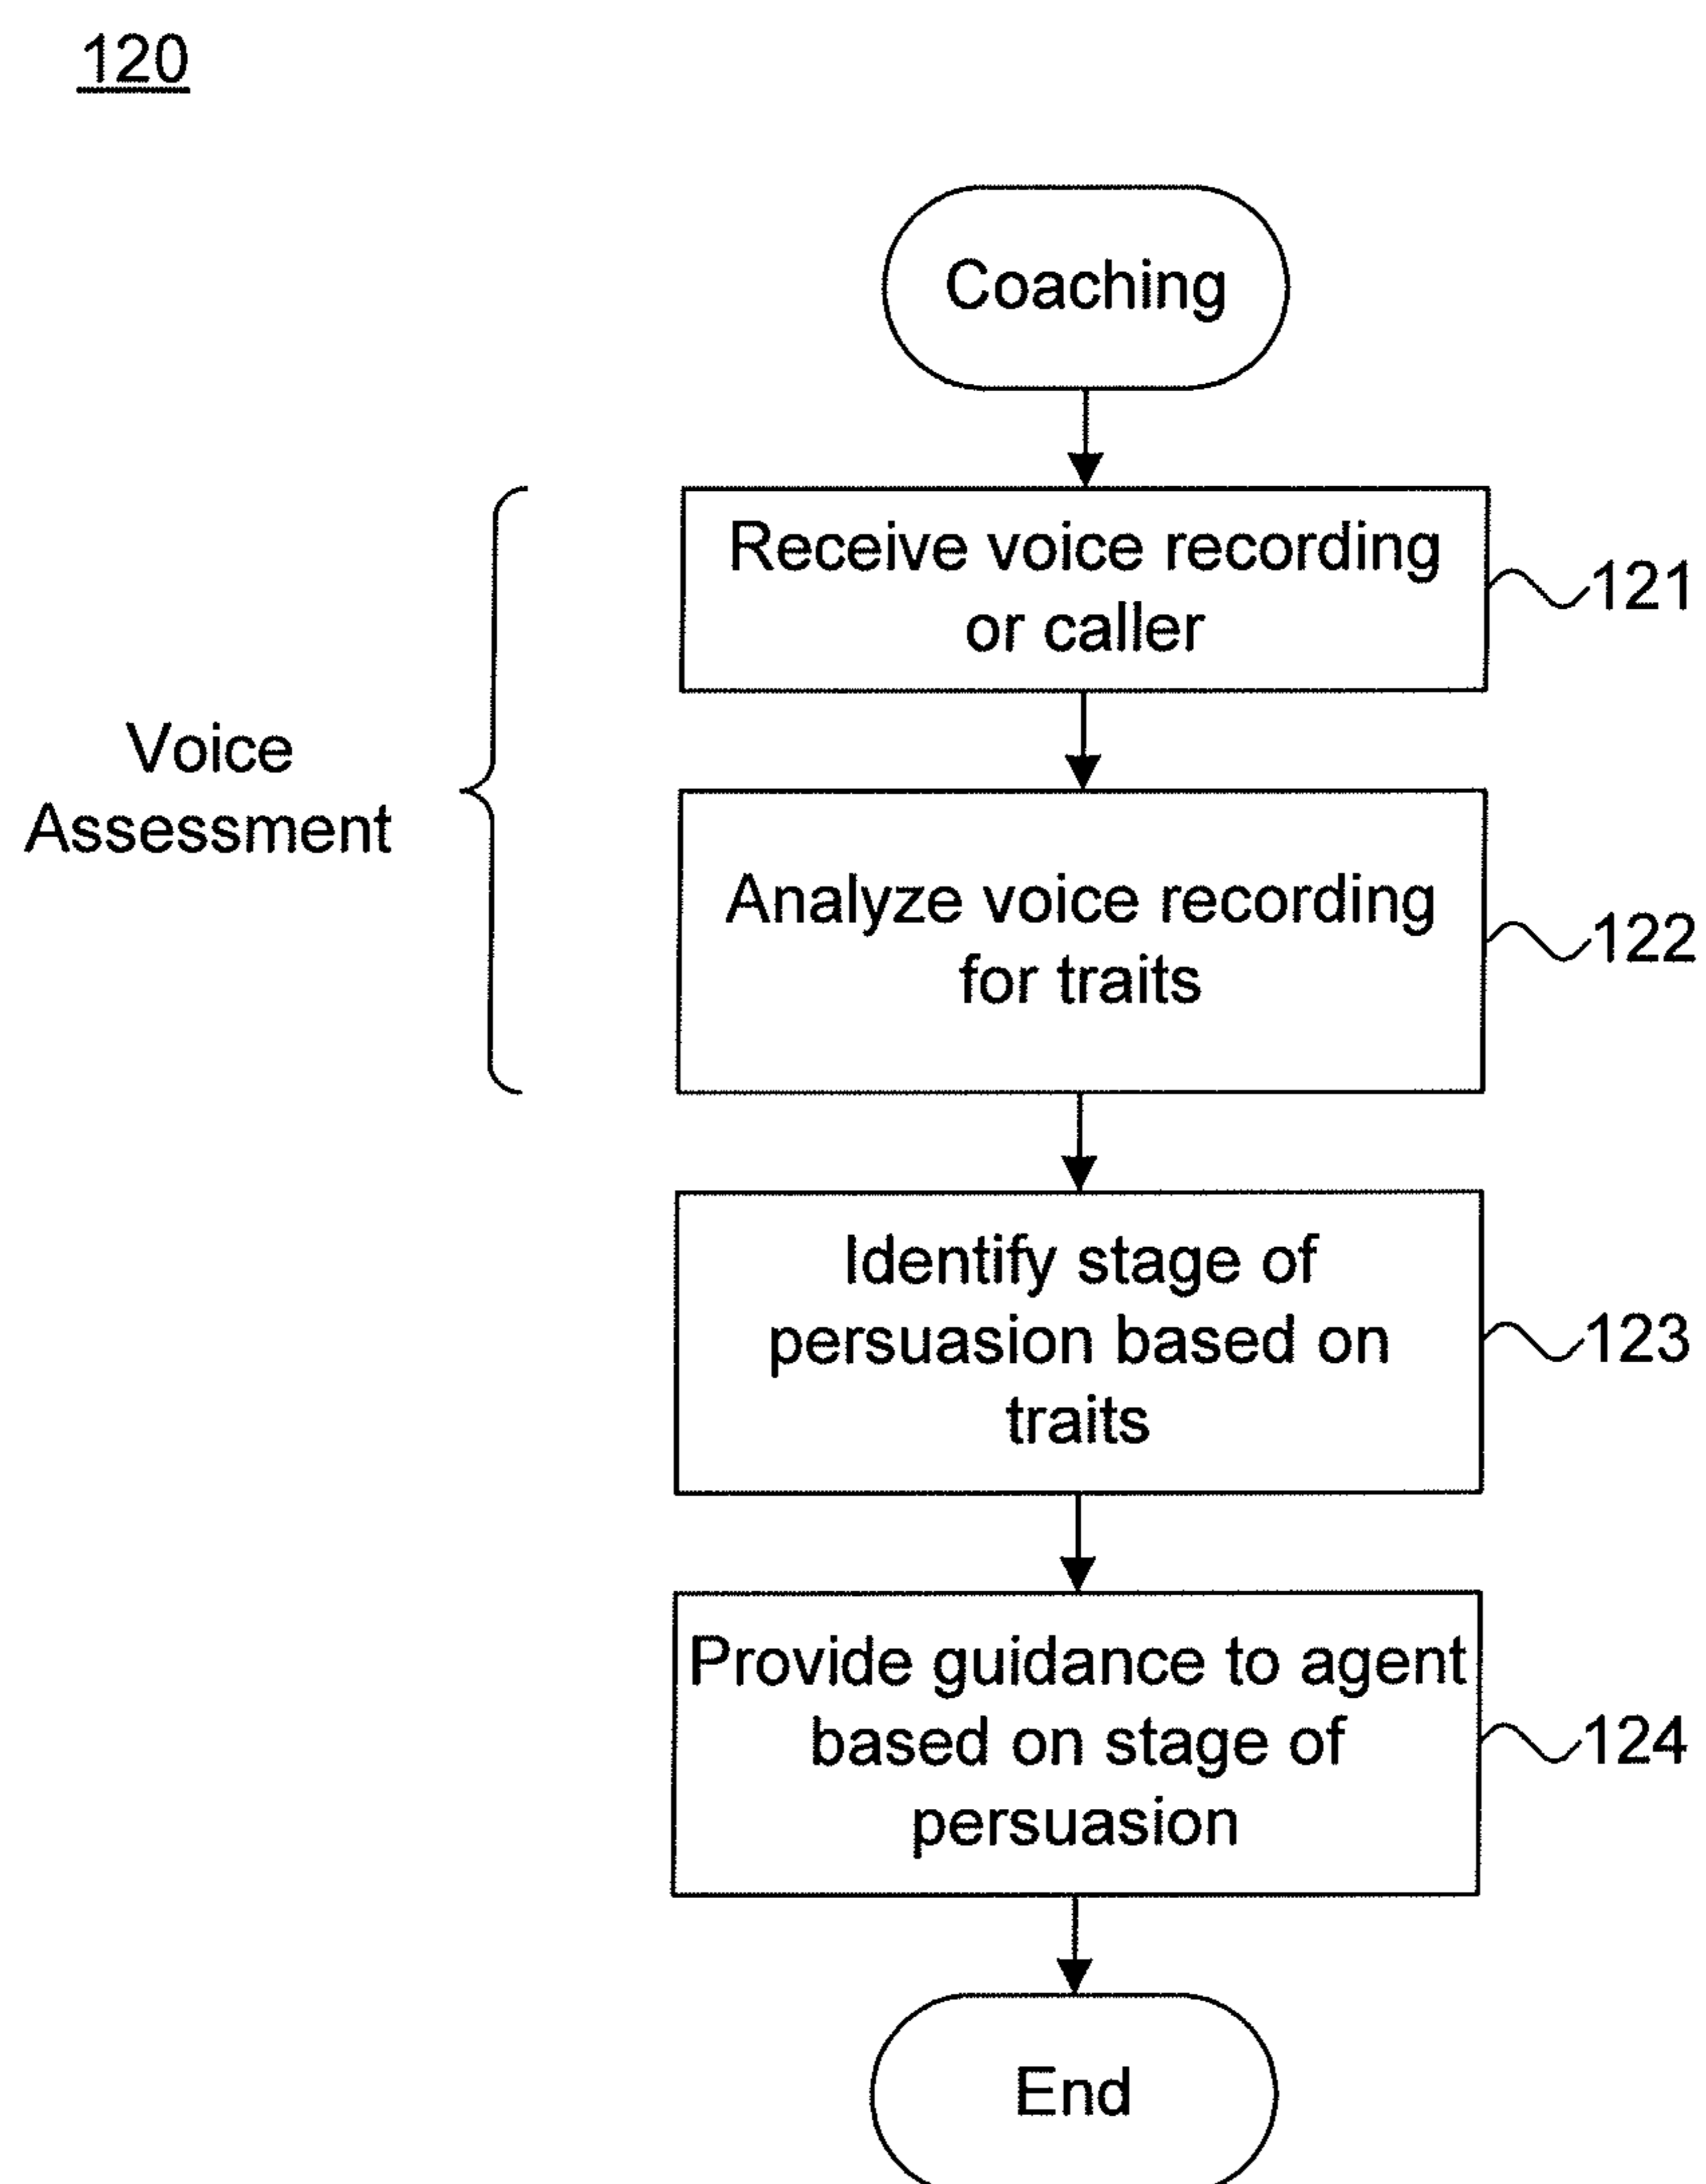 120
Coaching
Receive voice recording
or caller
121
Voice
Assessment
Analyze voice recording
for traits
122
Identify stage of
persuasion based on
traits
123
Provide guidance to agent
based on stage of
persuasion
124
End